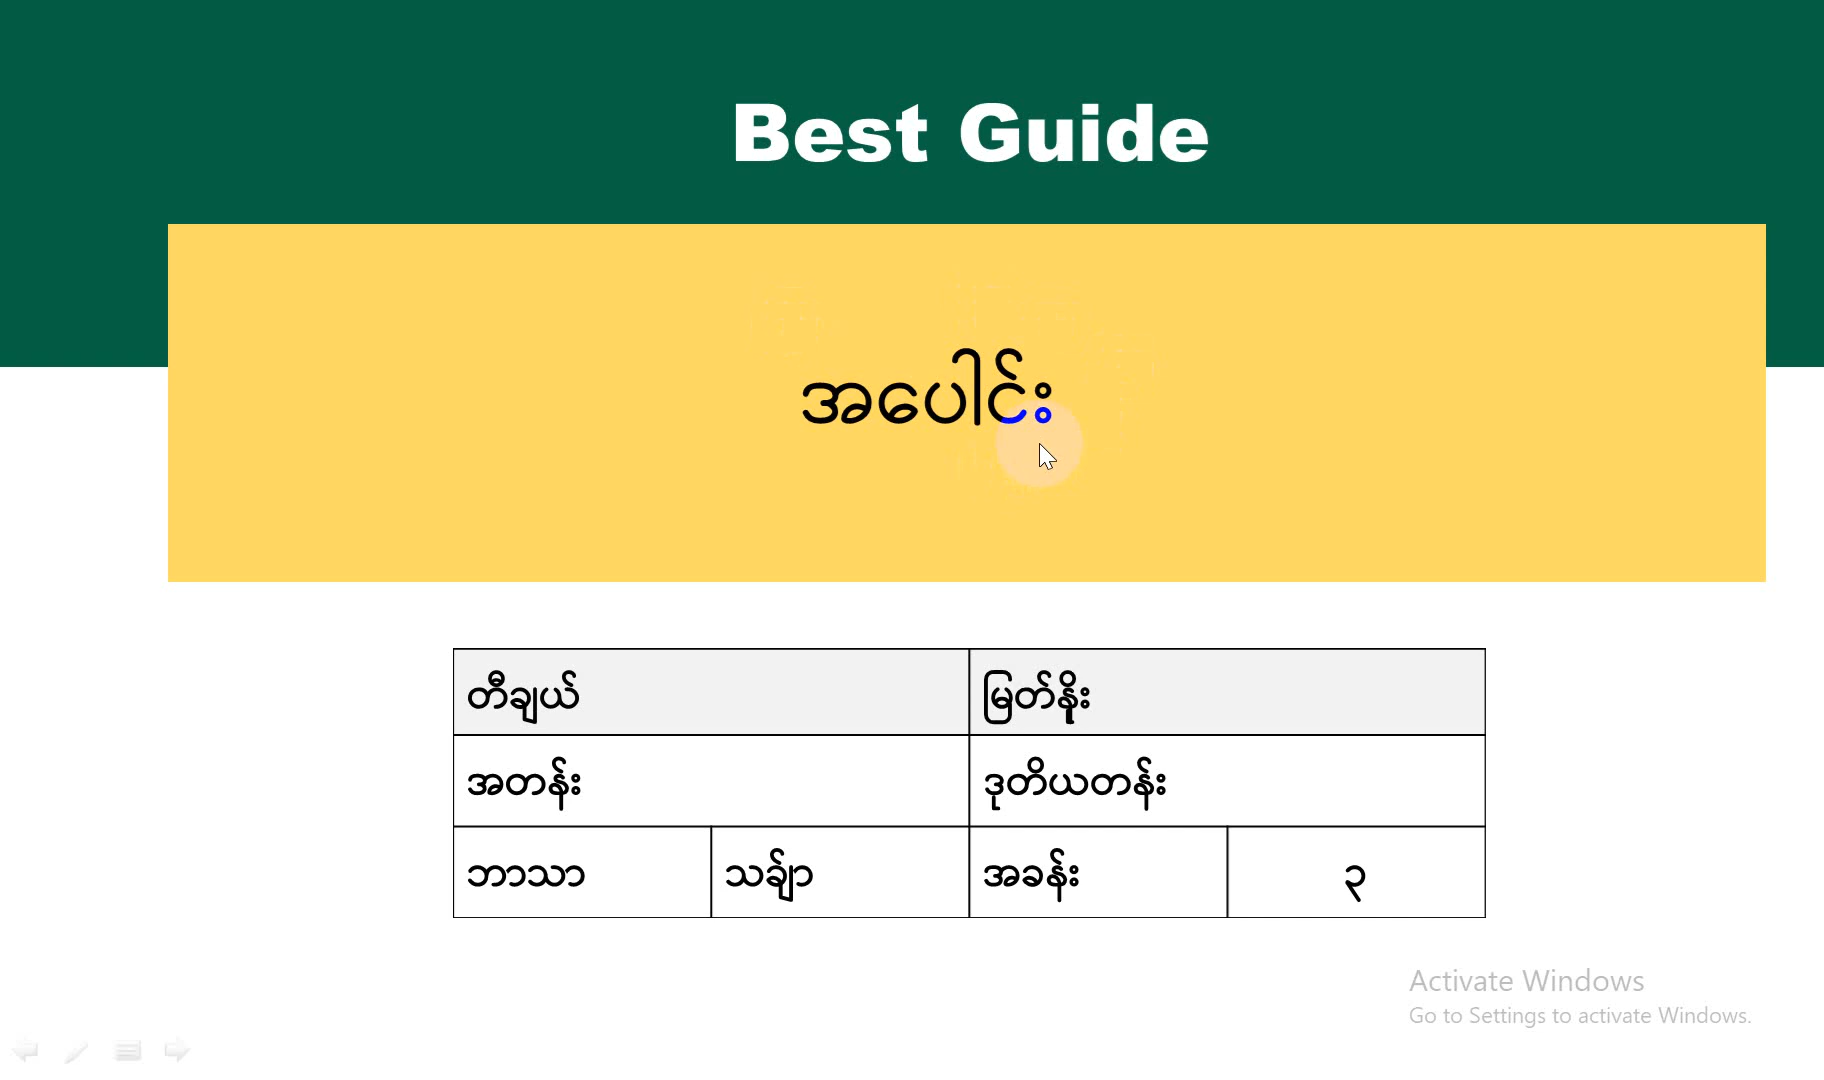 Best Guide
အပေါင်း
တီချယ် မြတ်နိုး
အတန်း ဒုတိယတန်း
ဘာသာ သင်္ချာ အခန်း ၃
Activate Windows
Go to Settings to activate Windows.